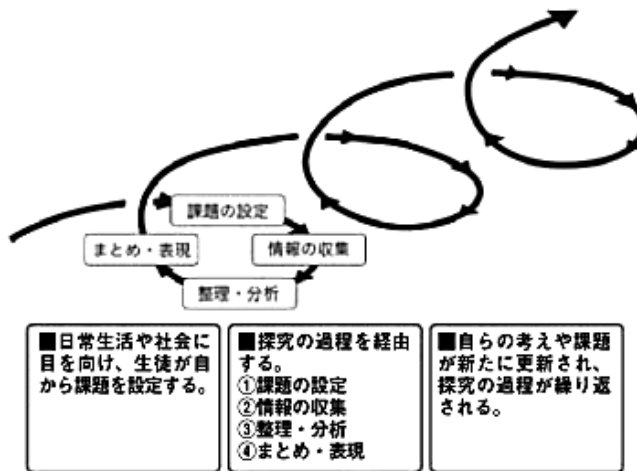 課題の設定
まとめ・表現
情報の収集
整理・分析
■日常生活や社会に
目を向け、生徒が自
から課題を設定する。
■探究の過程を経由
する。
①課題の設定
②情報の収集
③整理・分析
④まとめ・表現
■自らの考えや課題
が新たに更新され、
探究の過程が繰り返
される。